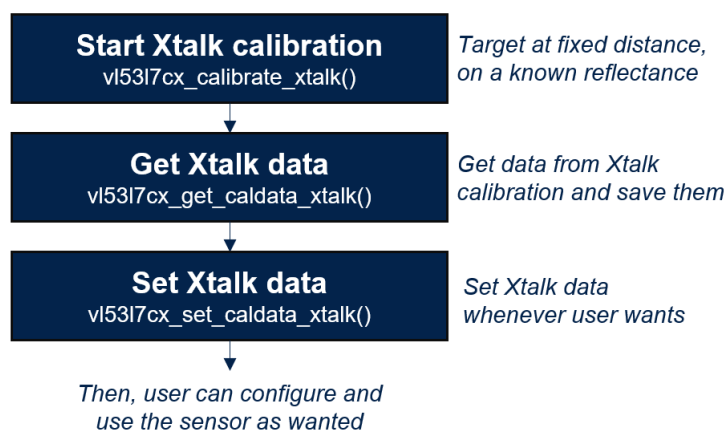 Start Xtalk calibration
vl53l7cx_calibrate_xtalk()
Target at fixed distance,
on a known reflectance
Get Xtalk data
vl53l7cx_get_caldata_xtalk()
Get data from Xtalk
calibration and save them
Set Xtalk data
vl53l7cx_set_caldata_xtalk()
Set Xtalk data
whenever user wants
Then, user can configure and
use the sensor as wanted